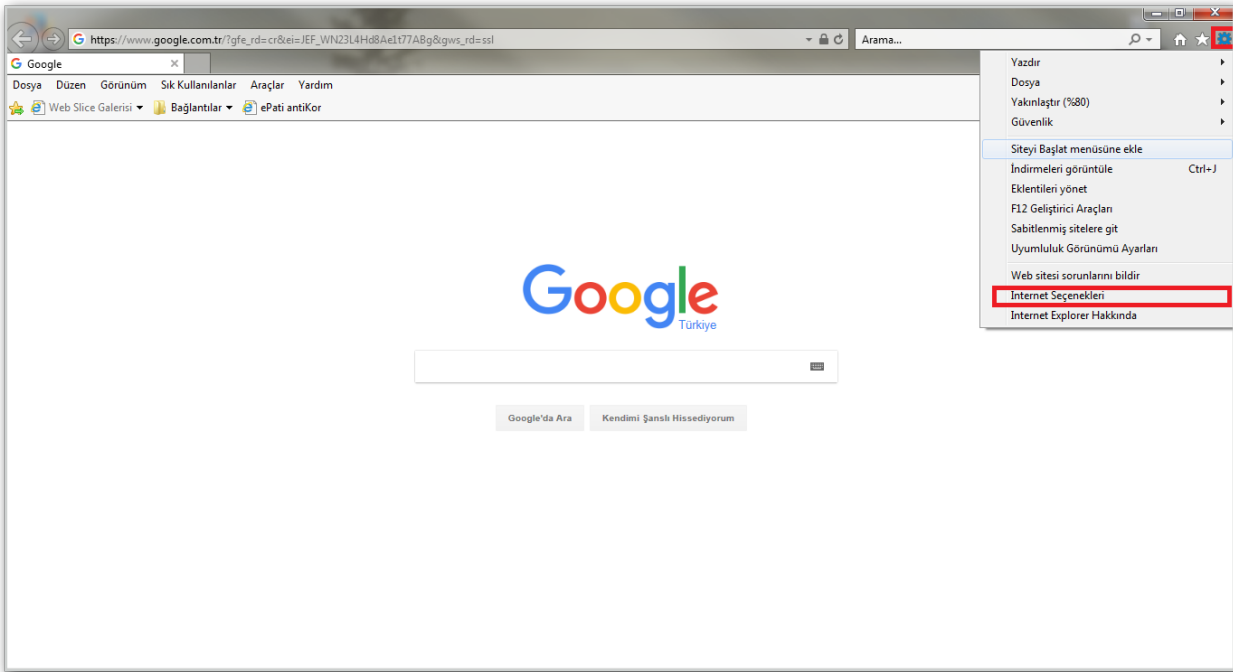 https://www.google.com.tr/?gfe_rd=cr&ei=JEF_WN23L4Hd8Ae1t77ABg&gws_rd=ssl
Arama...
Google
Dosya Düzen Görünüm Sık Kullanılanlar Araçlar Yardım
Web Slice Galerisi Bağlantılar ePati antiKor
Yazdır
Dosya
Yakınlaştır (%80)
Güvenlik
Siteyi Başlat menüsüne ekle
İndirmeleri görüntüle Ctrl+J
Eklentileri yönet
F12 Geliştirici Araçları
Sabitlenmiş sitelere git
Uyumluluk Görünümü Ayarları
Web sitesi sorunlarını bildir
Internet Seçenekleri
Internet Explorer Hakkında
Google
Türkiye
Google'da Ara Kendimi Şanslı Hissediyorum